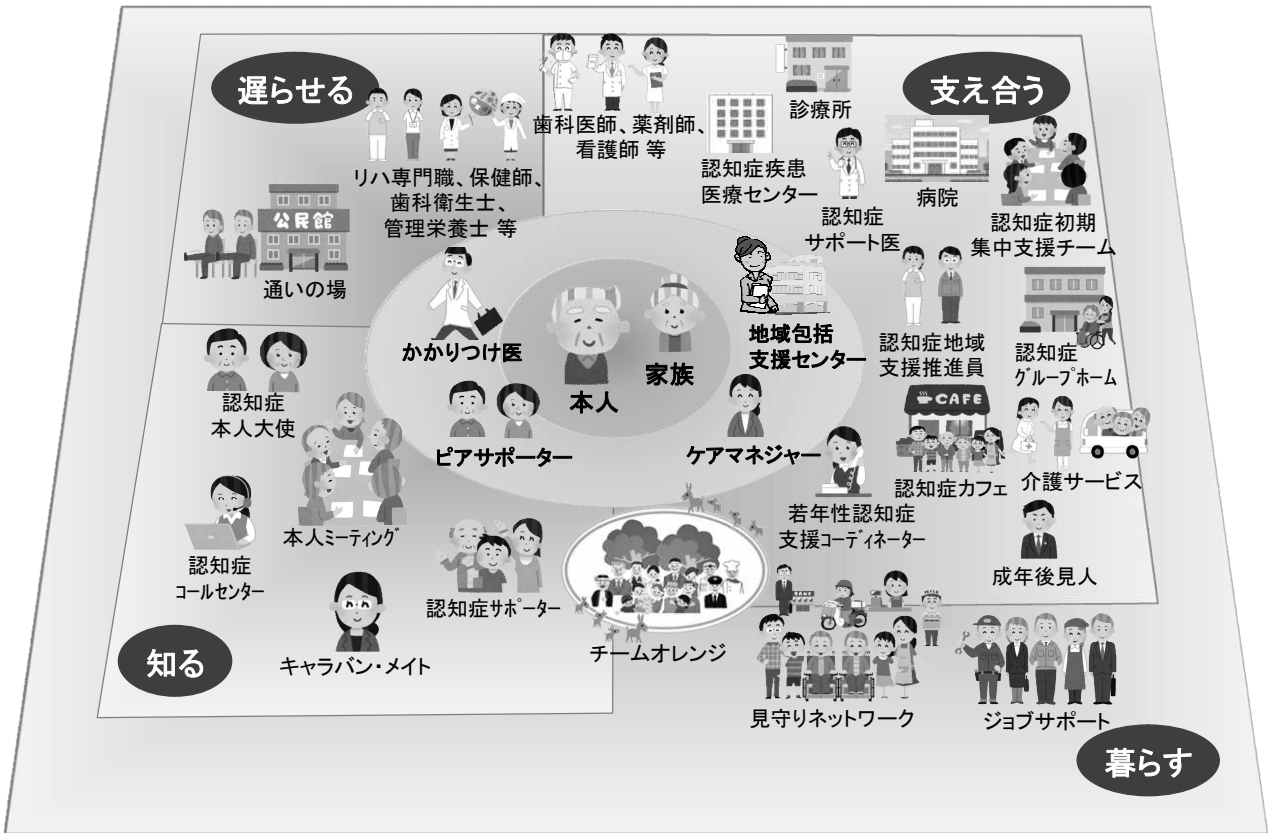 遅らせる
支え合う
診療所
歯科医師、薬剤師、
看護師 等
リハ専門職、保健師、
歯科衛生士、
管理栄養士 等
認知症疾患
医療センター
認知症
サポート医
病院
認知症初期
集中支援チーム
公民館
通いの場
かかりつけ医
本人
家族
地域包括
支援センター
認知症地域
支援推進員
認知症
グループホーム
認知症
本人大使
ピアサポーター
ケアマネジャー
CAFE
認知症カフェ
介護サービス
本人ミーティング
若年性認知症
支援コーディネーター
成年後見人
認知症
コールセンター
認知症サポーター
キャラバン・メイト
チームオレンジ
BANK
MILK
見守りネットワーク
ジョブサポート
知る
暮らす